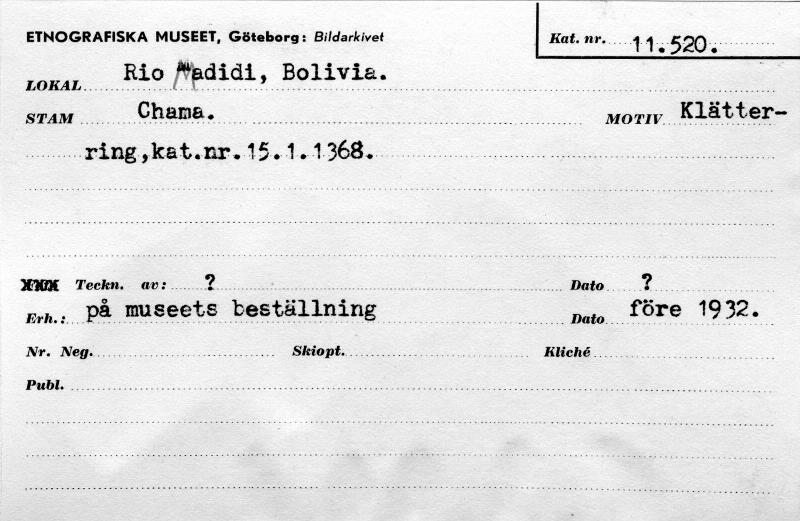 ETNOGRAFISKA MUSEET, Göteborg: Bildarkivet
Kat. nr. 11.520.
LOKAL Rio Madidi, Bolivia.
STAM Chama. MOTIV Klätter-
ring,kat.nr.15.1.1368.
Teckn. av: ? Dato ?
Erh.: på museets beställning Dato före 1932.
Nr. Neg. Skiopt. Kliché
Publ.